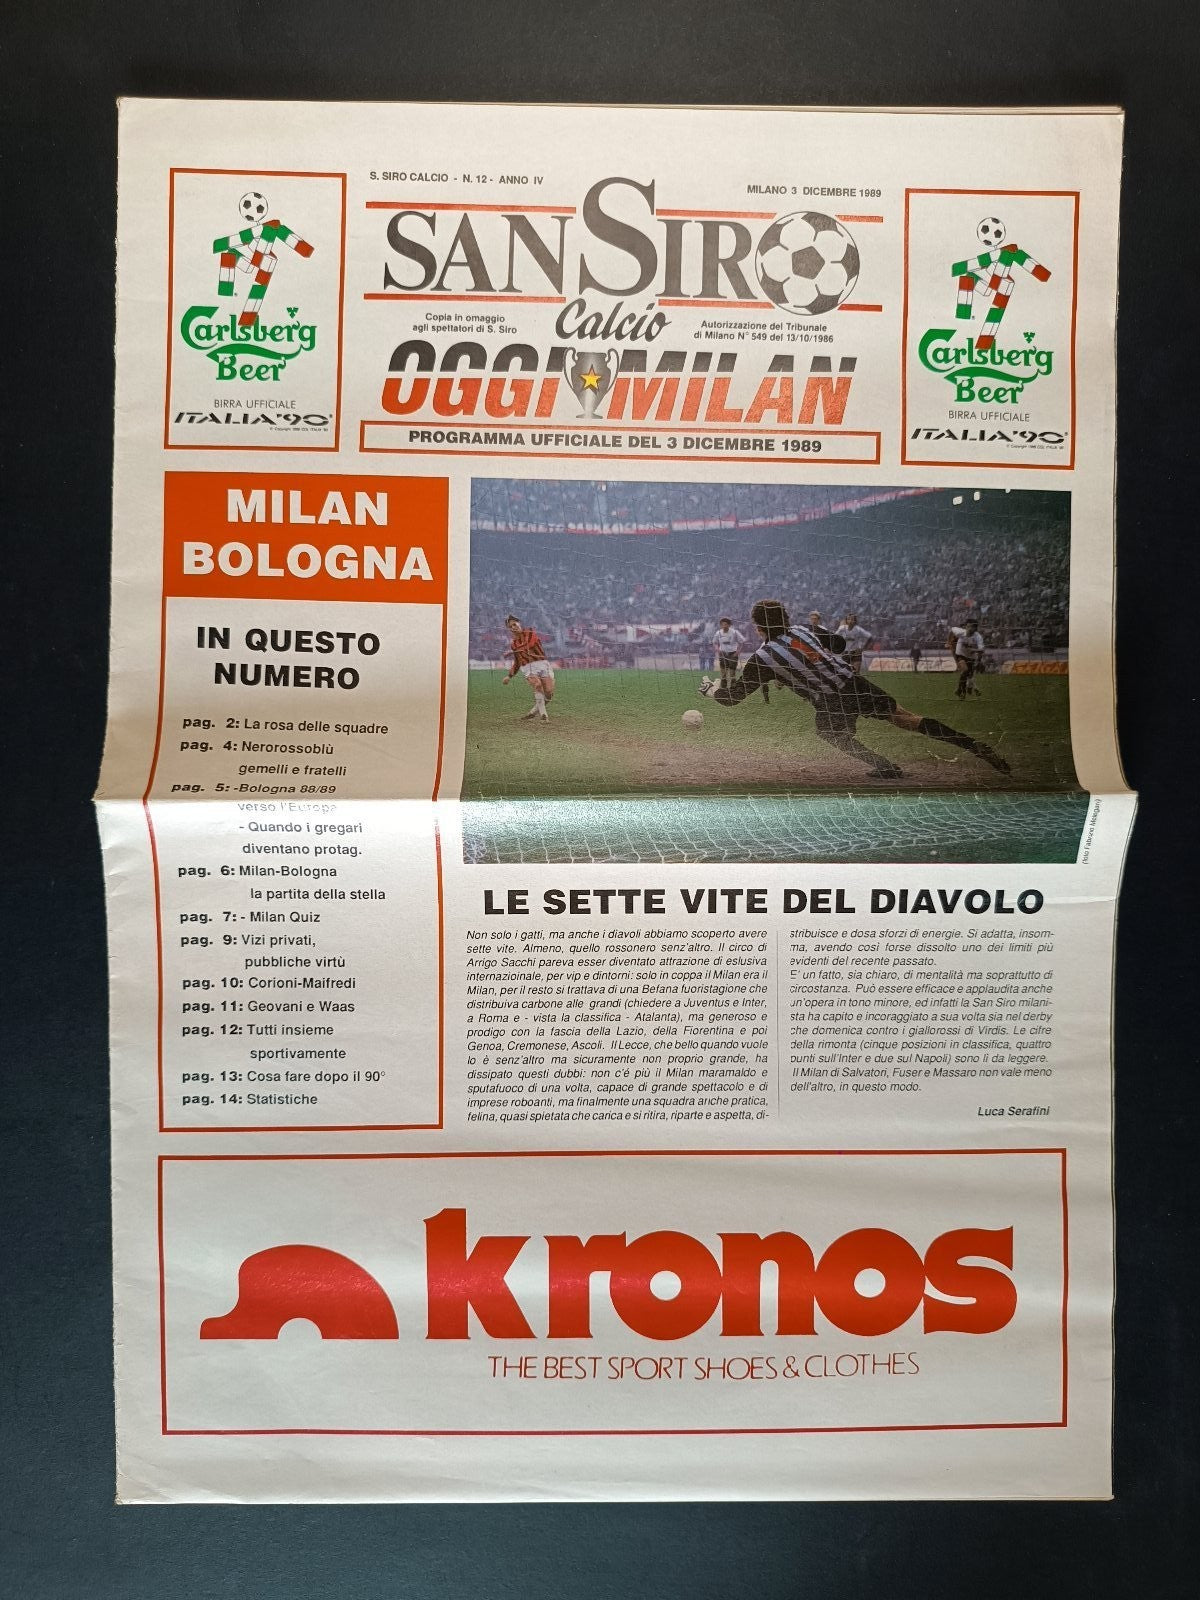 S. SIRO CALCIO - N. 12 - ANNO IV
MILANO 3 DICEMBRE 1989
SAN SIRO
Calcio
Copia in omaggio
agli spettatori di S. Siro
Autorizzazione del Tribunale
di Milano N° 549 del 13/10/1986
OGGI MILAN
PROGRAMMA UFFICIALE DEL 3 DICEMBRE 1989
Carlsberg
Beer
BIRRA UFFICIALE
ITALIA'90
Carlsberg
Beer
BIRRA UFFICIALE
ITALIA'90
MILAN
BOLOGNA
IN QUESTO
NUMERO
pag. 2: La rosa delle squadre
pag. 4: Nerorossoblù
gemelli e fratelli
pag. 5: -Bologna 88/89
verso l'Europa
- Quando i gregari
diventano protag.
pag. 6: Milan-Bologna
la partita della stella
pag. 7: - Milan Quiz
pag. 9: Vizi privati,
pubbliche virtù
pag. 10: Corioni-Maifredi
pag. 11: Geovani e Waas
pag. 12: Tutti insieme
sportivamente
pag. 13: Cosa fare dopo il 90°
pag. 14: Statistiche
(foto Fabrizio Melegari)
LE SETTE VITE DEL DIAVOLO
Non solo i gatti, ma anche i diavoli abbiamo scoperto avere
sette vite. Almeno, quello rossonero senz'altro. Il circo di
Arrigo Sacchi pareva esser diventato attrazione di eslusiva
internazioinale, per vip e dintorni: solo in coppa il Milan era il
Milan, per il resto si trattava di una Befana fuoristagione che
distribuiva carbone alle grandi (chiedere a Juventus e Inter,
a Roma e - vista la classifica - Atalanta), ma generoso e
prodigo con la fascia della Lazio, della Fiorentina e poi
Genoa, Cremonese, Ascoli. Il Lecce, che bello quando vuole
lo è senz'altro ma sicuramente non proprio grande, ha
dissipato questi dubbi: non c'é più il Milan maramaldo e
sputafuoco di una volta, capace di grande spettacolo e di
imprese roboanti, ma finalmente una squadra anche pratica,
felina, quasi spietata che carica e si ritira, riparte e aspetta, di-
stribuisce e dosa sforzi di energie. Si adatta, insom-
ma, avendo così forse dissolto uno dei limiti più
evidenti del recente passato.
E' un fatto, sia chiaro, di mentalità ma soprattutto di
circostanza. Può essere efficace e applaudita anche
un'opera in tono minore, ed infatti la San Siro milani-
sta ha capito e incoraggiato a sua volta sia nel derby
che domenica contro i giallorossi di Virdis. Le cifre
della rimonta (cinque posizioni in classifica, quattro
punti sull'Inter e due sul Napoli) sono lì da leggere.
Il Milan di Salvatori, Fuser e Massaro non vale meno
dell'altro, in questo modo.
Luca Serafini
kronos
THE BEST SPORT SHOES & CLOTHES